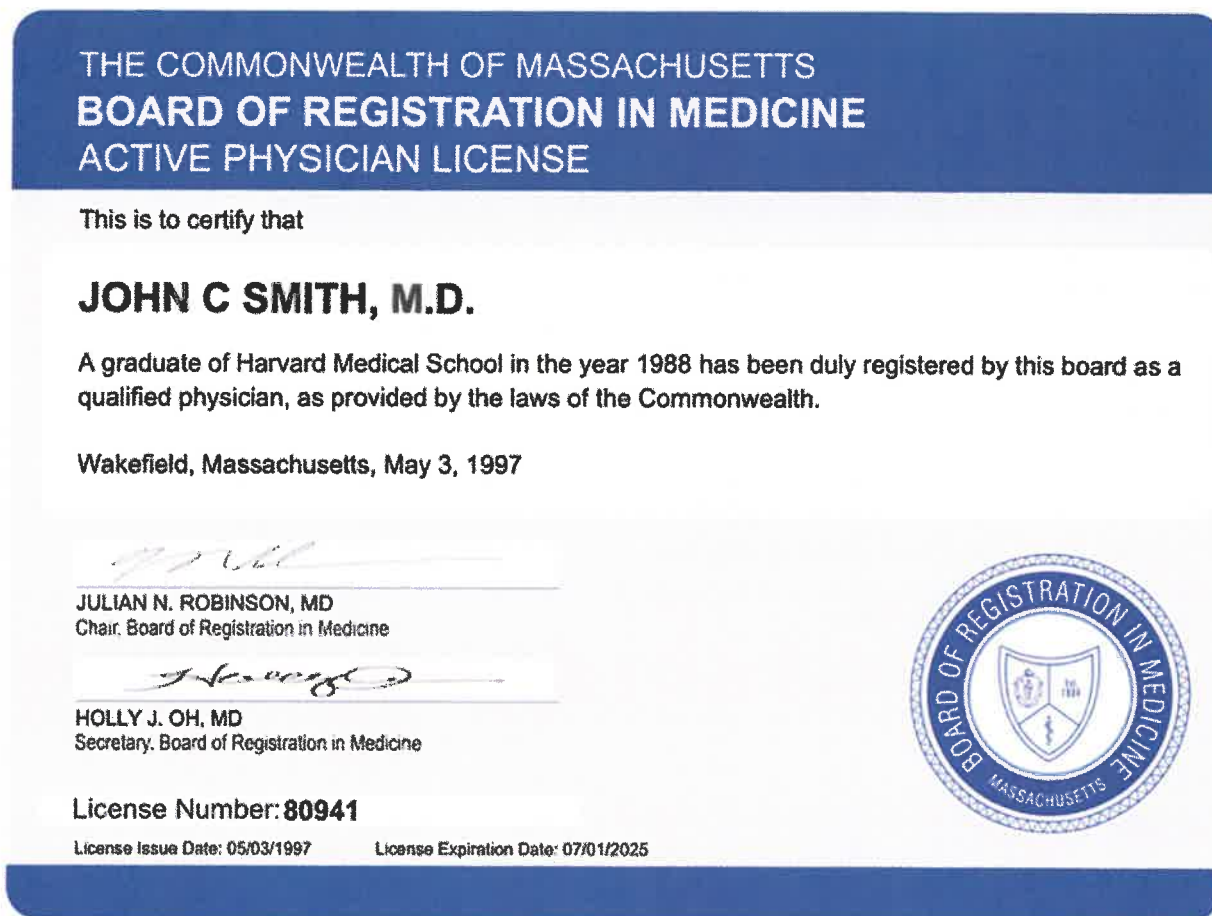 THE COMMONWEALTH OF MASSACHUSETTS
BOARD OF REGISTRATION IN MEDICINE
ACTIVE PHYSICIAN LICENSE
This is to certify that
JOHN C SMITH, M.D.
A graduate of Harvard Medical School in the year 1988 has been duly registered by this board as a
qualified physician, as provided by the laws of the Commonwealth.
Wakefield, Massachusetts, May 3, 1997
JULIAN N. ROBINSON, MD
Chair, Board of Registration in Medicine
HOLLY J. OH, MD
Secretary, Board of Registration in Medicine
License Number: 80941
License Issue Date: 05/03/1997 License Expiration Date: 07/01/2025
BOARD OF REGISTRATION IN MEDICINE
MASSACHUSETTS